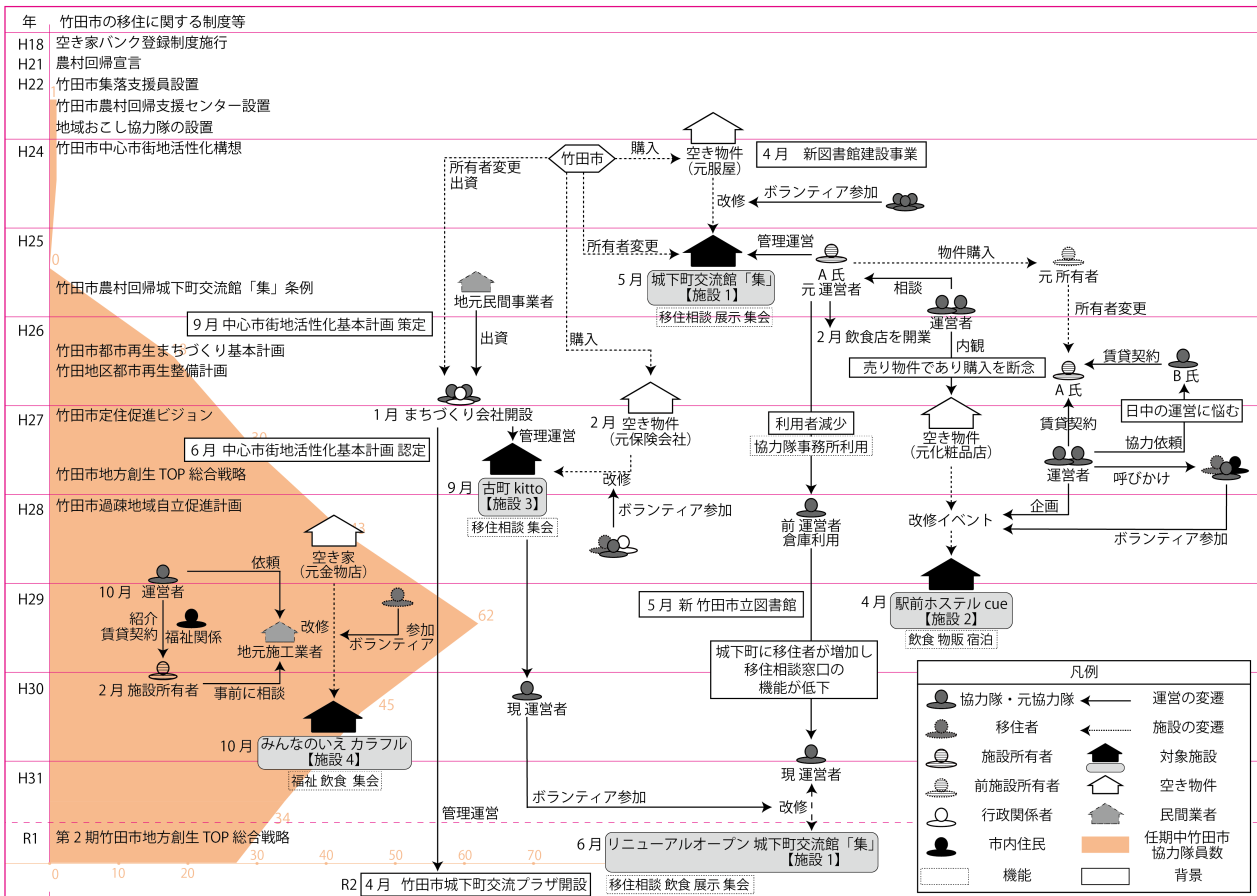 年 竹田市の移住に関する制度等
H18 空き家バンク登録制度施行
H21 農村回帰宣言
H22 竹田市集落支援員設置
1
竹田市農村回帰支援センター設置
地域おこし協力隊の設置
H24 竹田市中心市街地活性化構想
竹田市
購入
空き物件
(元服屋)
4月 新図書館建設事業
所有者変更
出資
改修
ボランティア参加
H25
0
所有者変更
管理運営
物件購入
A氏
元 運営者
元 所有者
5月
城下町交流館「集」
【施設1】
移住相談 展示 集会
相談
運営者
竹田市農村回帰城下町交流館「集」条例
地元民間事業者
所有者変更
H26
9月 中心市街地活性化基本計画 策定
出資
購入
2月 飲食店を開業
内観
竹田市都市再生まちづくり基本計画
竹田地区都市再生整備計画
売り物件であり購入を断念
賃貸契約
A氏
B氏
H27 竹田市定住促進ビジョン
1月 まちづくり会社開設
2月
空き物件
(元保険会社)
利用者減少
協力隊事務所利用
空き物件
(元化粧品店)
賃貸契約
日中の運営に悩む
30
6月 中心市街地活性化基本計画 認定
管理運営
協力依頼
運営者
呼びかけ
竹田市地方創生 TOP 総合戦略
9月
古町 kitto
【施設3】
改修
H28 竹田市過疎地域自立促進計画
移住相談 集会
ボランティア参加
前 運営者
倉庫利用
企画
改修イベント
ボランティア参加
43
空き家
(元金物店)
依頼
H29
10月 運営者
紹介
賃貸契約
福祉関係
改修
地元施工業者
参加
ボランティア
62
5月 新 竹田市立図書館
4月
駅前ホステル cue
【施設2】
飲食 物販 宿泊
城下町に移住者が増加し
移住相談窓口の
機能が低下
H30
2月 施設所有者
事前に相談
現 運営者
45
10月
みんなのいえ カラフル
【施設4】
福祉 飲食 集会
H31
現 運営者
ボランティア参加
改修
34
管理運営
R1 第2期竹田市地方創生 TOP 総合戦略
6月
リニューアルオープン 城下町交流館「集」
【施設1】
移住相談 飲食 展示 集会
0 10 20 30 40 50 60 70
R2
4月 竹田市城下町交流プラザ開設
凡例
協力隊・元協力隊 運営の変遷
移住者 施設の変遷
施設所有者 対象施設
前施設所有者 空き物件
行政関係者 民間業者
市内住民 任期中竹田市
協力隊員数
機能 背景